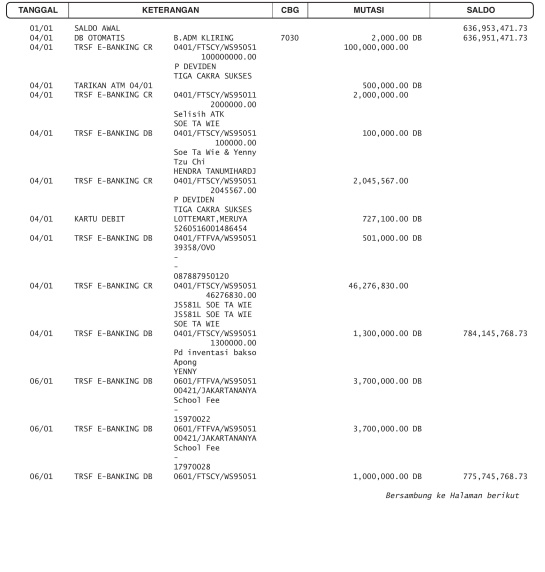 TANGGAL KETERANGAN CBG MUTASI SALDO
01/01 SALDO AWAL 636,953,471.73
04/01 DB OTOMATIS B.ADM KLIRING 7030 2,000.00 DB 636,951,471.73
04/01 TRSF E-BANKING CR 0401/FTSCY/WS95051 100,000,000.00
100000000.00
P DEVIDEN
TIGA CAKRA SUKSES
04/01 TARIKAN ATM 04/01 500,000.00 DB
04/01 TRSF E-BANKING CR 0401/FTSCY/WS95011 2,000,000.00
2000000.00
Selisih ATK
SOE TA WIE
04/01 TRSF E-BANKING DB 0401/FTSCY/WS95051 100,000.00 DB
100000.00
Soe Ta Wie & Yenny
Tzu Chi
HENDRA TANUMIHARDJ
04/01 TRSF E-BANKING CR 0401/FTSCY/WS95051 2,045,567.00
2045567.00
P DEVIDEN
TIGA CAKRA SUKSES
04/01 KARTU DEBIT LOTTEMART,MERUYA 727,100.00 DB
5260516001486454
04/01 TRSF E-BANKING DB 0401/FTFVA/WS95051 501,000.00 DB
39358/OVO
-
-
087887950120
04/01 TRSF E-BANKING CR 0401/FTSCY/WS95051 46,276,830.00
46276830.00
JS581L SOE TA WIE
JS581L SOE TA WIE
SOE TA WIE
04/01 TRSF E-BANKING DB 0401/FTSCY/WS95051 1,300,000.00 DB 784,145,768.73
1300000.00
Pd inventasi bakso
Apong
YENNY
06/01 TRSF E-BANKING DB 0601/FTFVA/WS95051 3,700,000.00 DB
00421/JAKARTANANYA
School Fee
-
15970022
06/01 TRSF E-BANKING DB 0601/FTFVA/WS95051 3,700,000.00 DB
00421/JAKARTANANYA
School Fee
-
17970028
06/01 TRSF E-BANKING DB 0601/FTSCY/WS95051 1,000,000.00 DB 775,745,768.73
Bersambung ke Halaman berikut